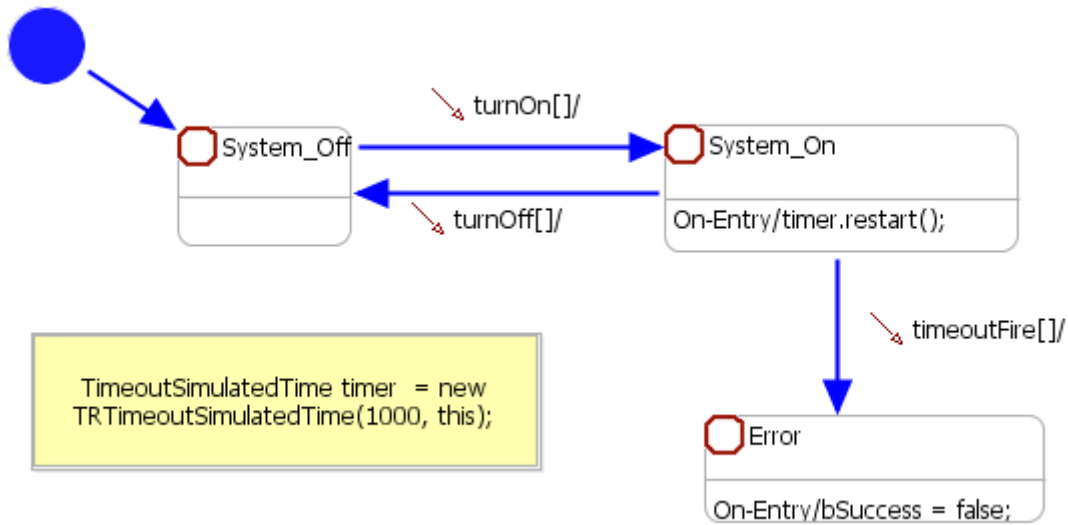 turnOn[]/
System_Off
System_On
turnOff[]/
On-Entry/timer.restart();
timeoutFire[]/
TimeoutSimulatedTime timer = new
TRTimeoutSimulatedTime(1000, this);
Error
On-Entry/bSuccess = false;